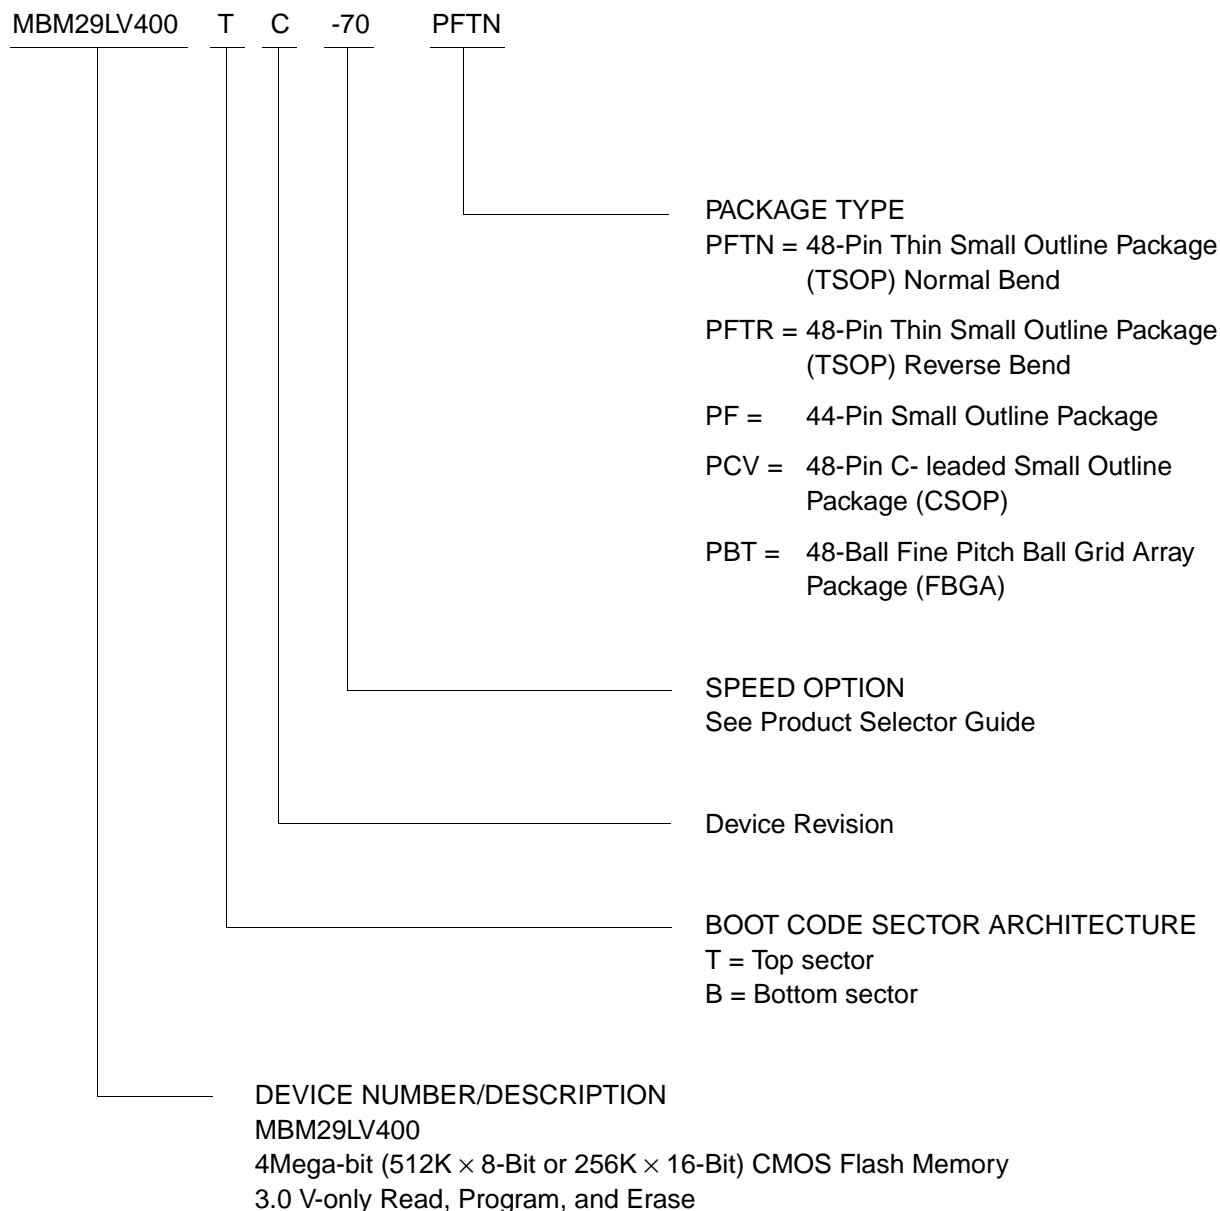 MBM29LV400 T C -70 PFTN
PACKAGE TYPE
PFTN = 48-Pin Thin Small Outline Package
(TSOP) Normal Bend
PFTR = 48-Pin Thin Small Outline Package
(TSOP) Reverse Bend
PF = 44-Pin Small Outline Package
PCV = 48-Pin C- leaded Small Outline
Package (CSOP)
PBT = 48-Ball Fine Pitch Ball Grid Array
Package (FBGA)
SPEED OPTION
See Product Selector Guide
Device Revision
BOOT CODE SECTOR ARCHITECTURE
T = Top sector
B = Bottom sector
DEVICE NUMBER/DESCRIPTION
MBM29LV400
4Mega-bit (512K × 8-Bit or 256K × 16-Bit) CMOS Flash Memory
3.0 V-only Read, Program, and Erase